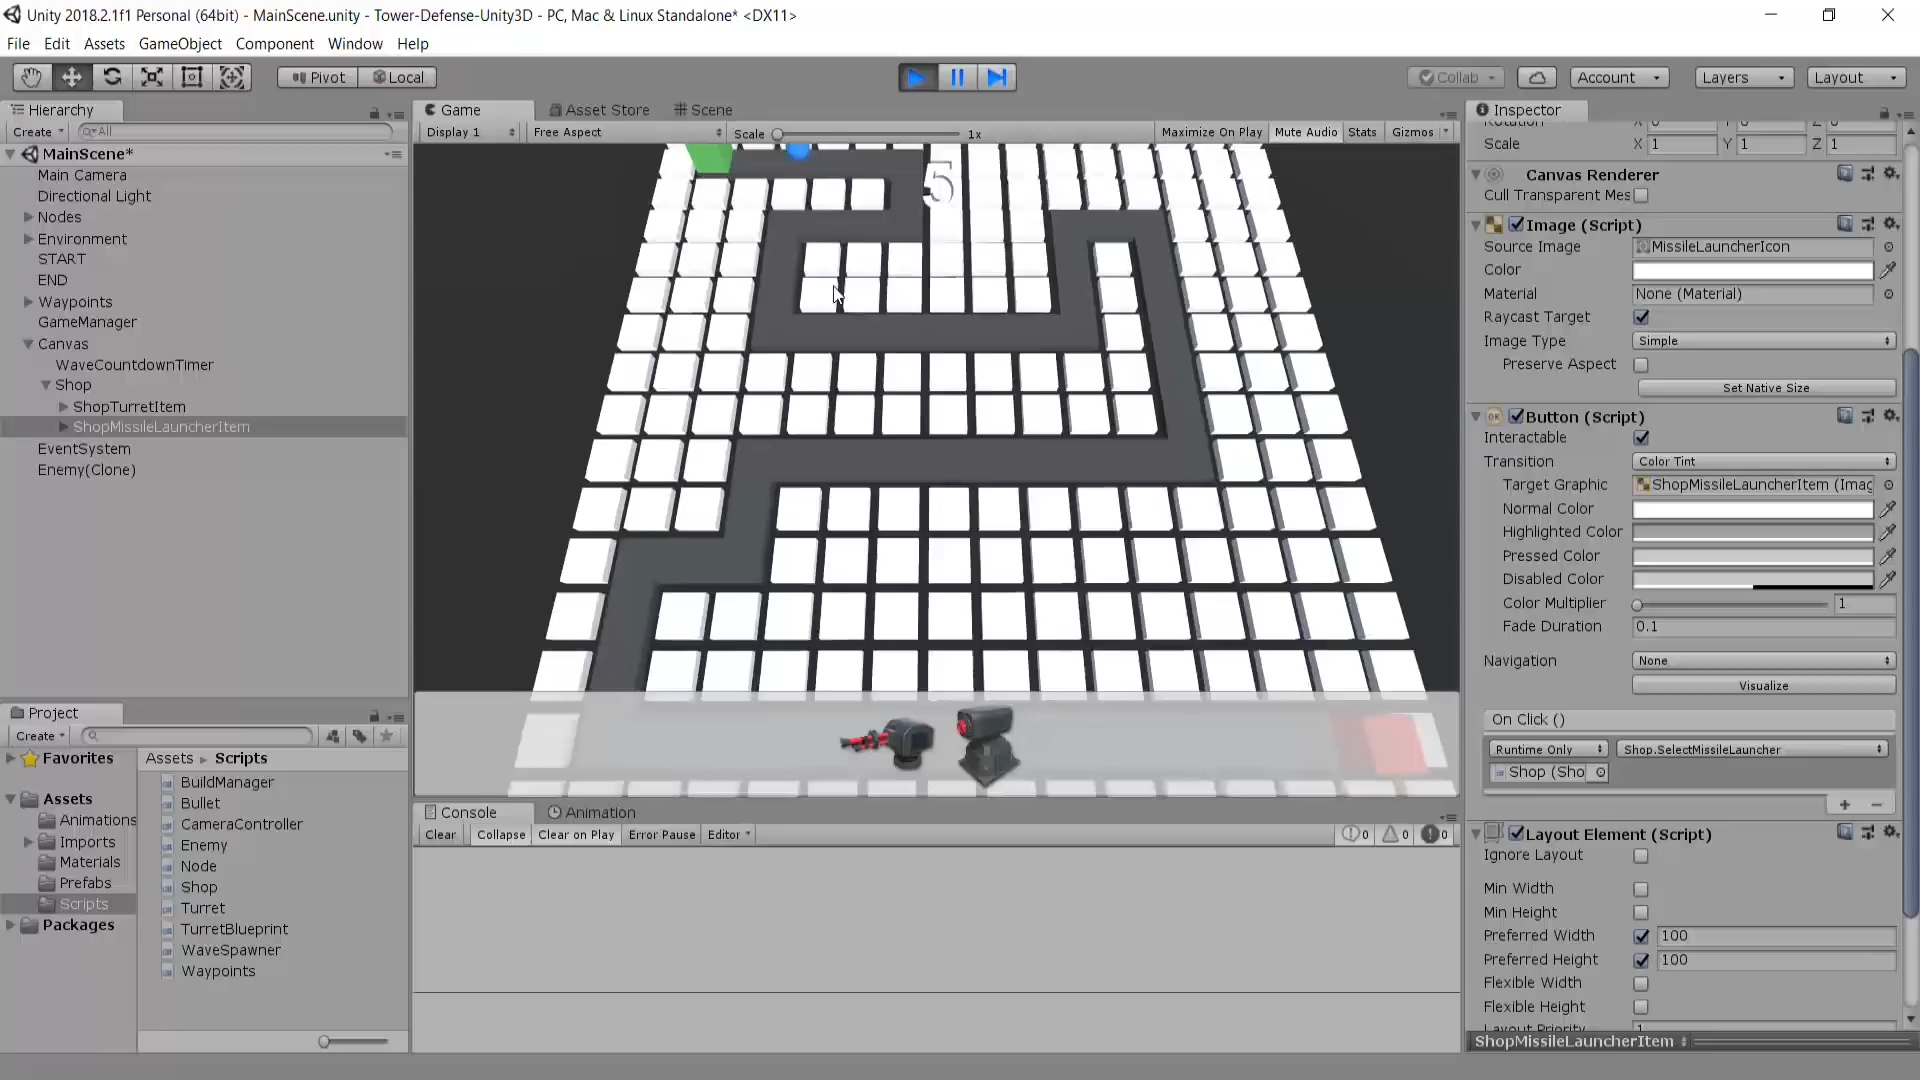 Unity 2018.2.1f1 Personal (64bit) - MainScene.unity - Tower-Defense-Unity3D - PC, Mac & Linux Standalone* <DX11>
File Edit Assets GameObject Component Window Help
Pivot Local Collab Account Layers Layout
Hierarchy
Create All
MainScene*
Main Camera
Directional Light
Nodes
Environment
START
END
Waypoints
GameManager
Canvas
WaveCountdownTimer
Shop
ShopTurretItem
ShopMissileLauncherItem
EventSystem
Enemy(Clone)
Game Asset Store Scene
Display 1 Free Aspect Scale 1x Maximize On Play Mute Audio Stats Gizmos
5
Project
Create
Favorites
Assets
Animations
Imports
Materials
Prefabs
Scripts
Packages
Assets Scripts
BuildManager
Bullet
CameraController
Enemy
Node
Shop
Turret
TurretBlueprint
WaveSpawner
Waypoints
Console Animation
Clear Collapse Clear on Play Error Pause Editor 0 0 0
Inspector
Scale X 1 Y 1 Z 1
Canvas Renderer
Cull Transparent Mes
Image (Script)
Source Image MissileLauncherIcon
Color
Material None (Material)
Raycast Target
Image Type Simple
Preserve Aspect
Set Native Size
Button (Script)
Interactable
Transition Color Tint
Target Graphic ShopMissileLauncherItem (Imag
Normal Color
Highlighted Color
Pressed Color
Disabled Color
Color Multiplier 1
Fade Duration 0.1
Navigation None
Visualize
On Click ()
Runtime Only Shop.SelectMissileLauncher
Shop (Sho
Layout Element (Script)
Ignore Layout
Min Width
Min Height
Preferred Width 100
Preferred Height 100
Flexible Width
Flexible Height
Layout Priority 1
ShopMissileLauncherItem